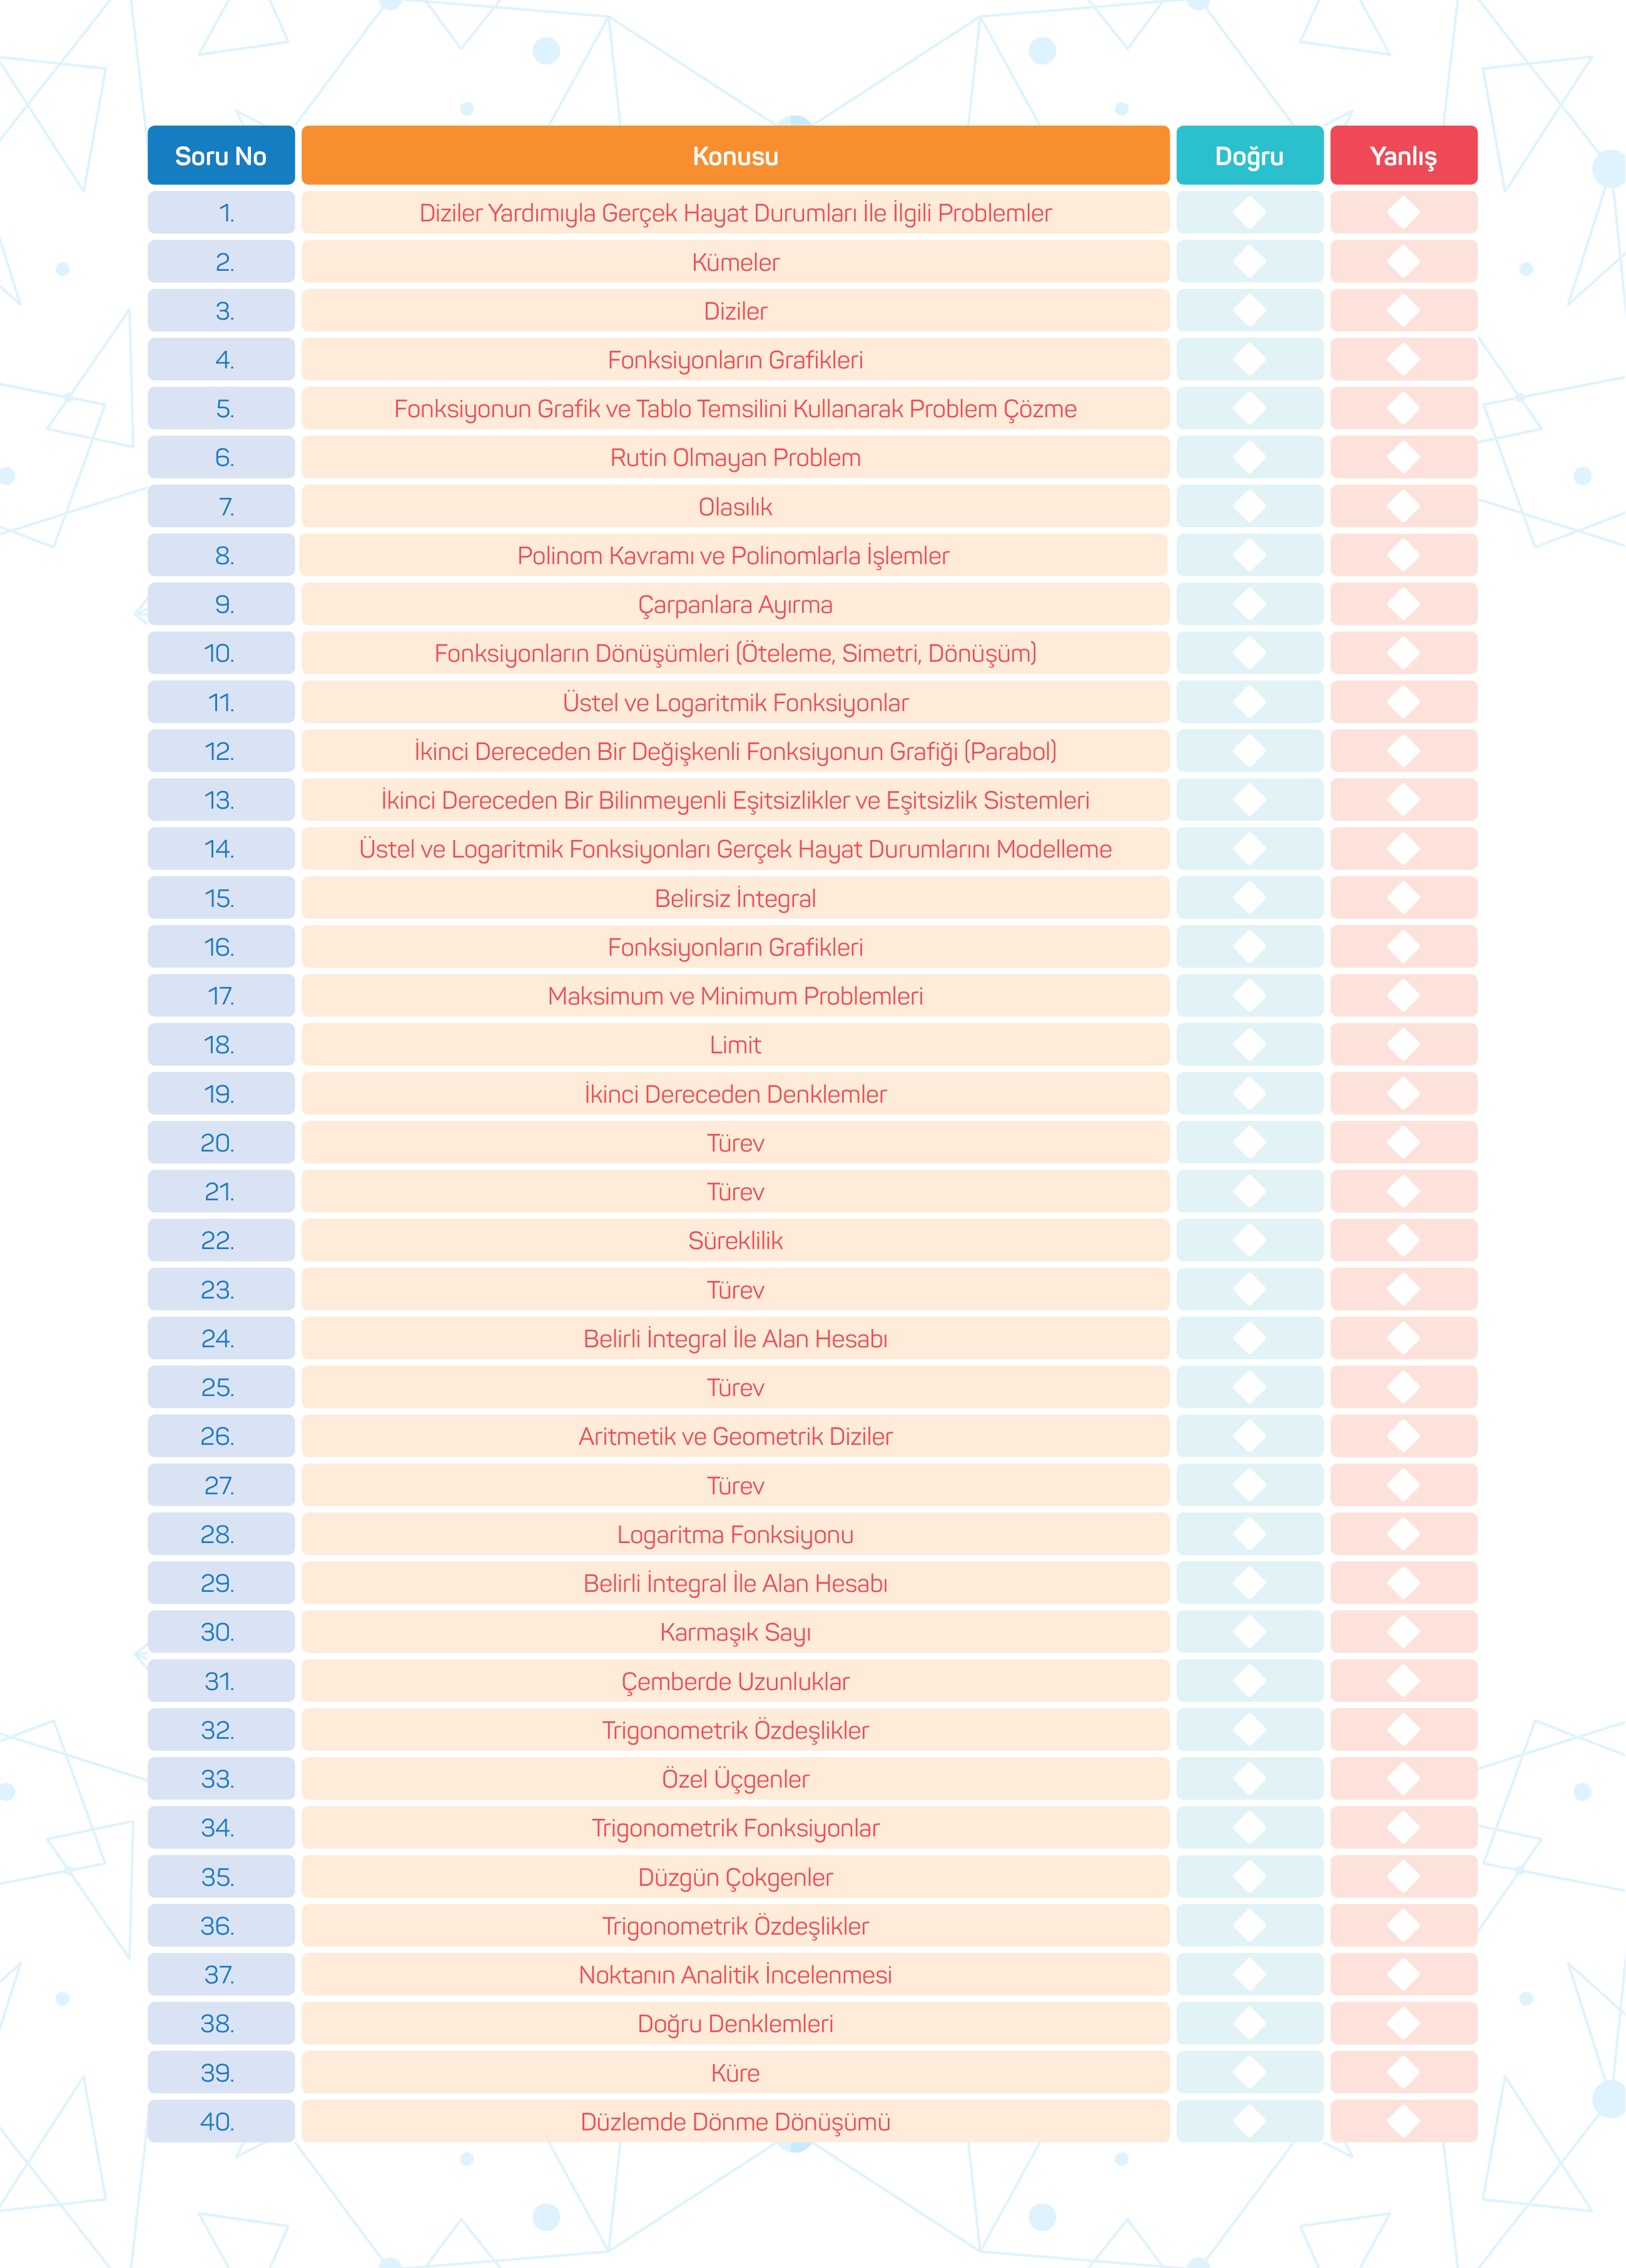 Soru No Konusu Doğru Yanlış
1. Diziler Yardımıyla Gerçek Hayat Durumları İle İlgili Problemler
2. Kümeler
3. Diziler
4. Fonksiyonların Grafikleri
5. Fonksiyonun Grafik ve Tablo Temsilini Kullanarak Problem Çözme
6. Rutin Olmayan Problem
7. Olasılık
8. Polinom Kavramı ve Polinomlarla İşlemler
9. Çarpanlara Ayırma
10. Fonksiyonların Dönüşümleri (Öteleme, Simetri, Dönüşüm)
11. Üstel ve Logaritmik Fonksiyonlar
12. İkinci Dereceden Bir Değişkenli Fonksiyonun Grafiği (Parabol)
13. İkinci Dereceden Bir Bilinmeyenli Eşitsizlikler ve Eşitsizlik Sistemleri
14. Üstel ve Logaritmik Fonksiyonları Gerçek Hayat Durumlarını Modelleme
15. Belirsiz İntegral
16. Fonksiyonların Grafikleri
17. Maksimum ve Minimum Problemleri
18. Limit
19. İkinci Dereceden Denklemler
20. Türev
21. Türev
22. Süreklilik
23. Türev
24. Belirli İntegral İle Alan Hesabı
25. Türev
26. Aritmetik ve Geometrik Diziler
27. Türev
28. Logaritma Fonksiyonu
29. Belirli İntegral İle Alan Hesabı
30. Karmaşık Sayı
31. Çemberde Uzunluklar
32. Trigonometrik Özdeşlikler
33. Özel Üçgenler
34. Trigonometrik Fonksiyonlar
35. Düzgün Çokgenler
36. Trigonometrik Özdeşlikler
37. Noktanın Analitik İncelenmesi
38. Doğru Denklemleri
39. Küre
40. Düzlemde Dönme Dönüşümü